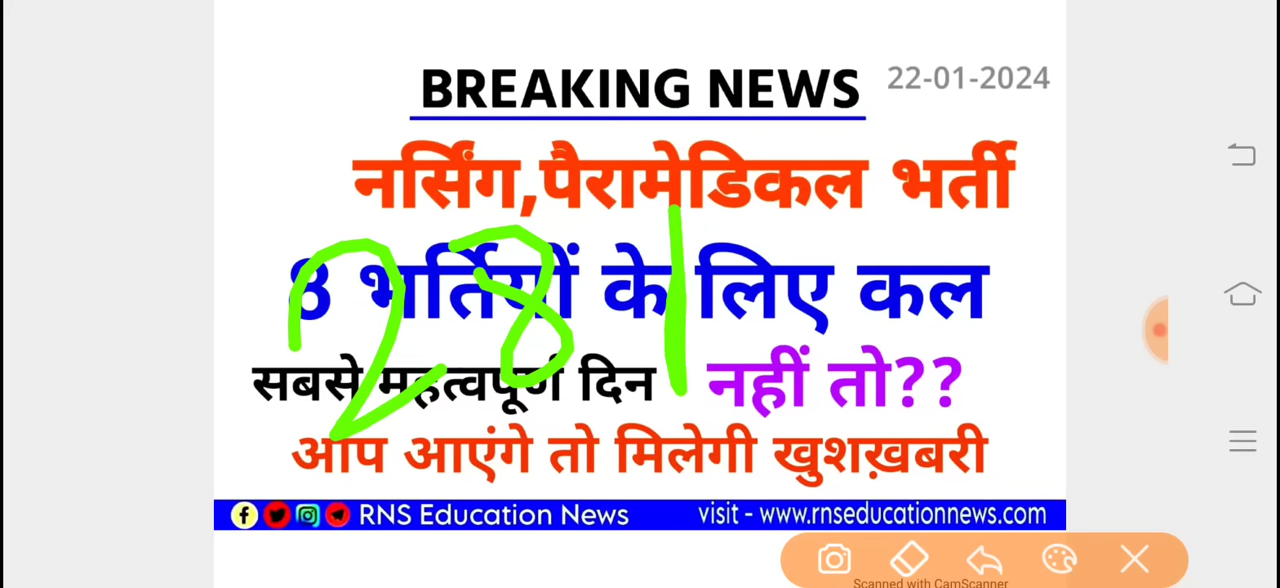 BREAKING NEWS 22-01-2024
नर्सिंग,पैरामेडिकल भर्ती
8 भर्तियों के लिए कल
सबसे महत्वपूर्ण दिन नहीं तो??
281
आप आएंगे तो मिलेगी खुशख़बरी
RNS Education News visit - www.rnseducationnews.com
Scanned with CamScanner